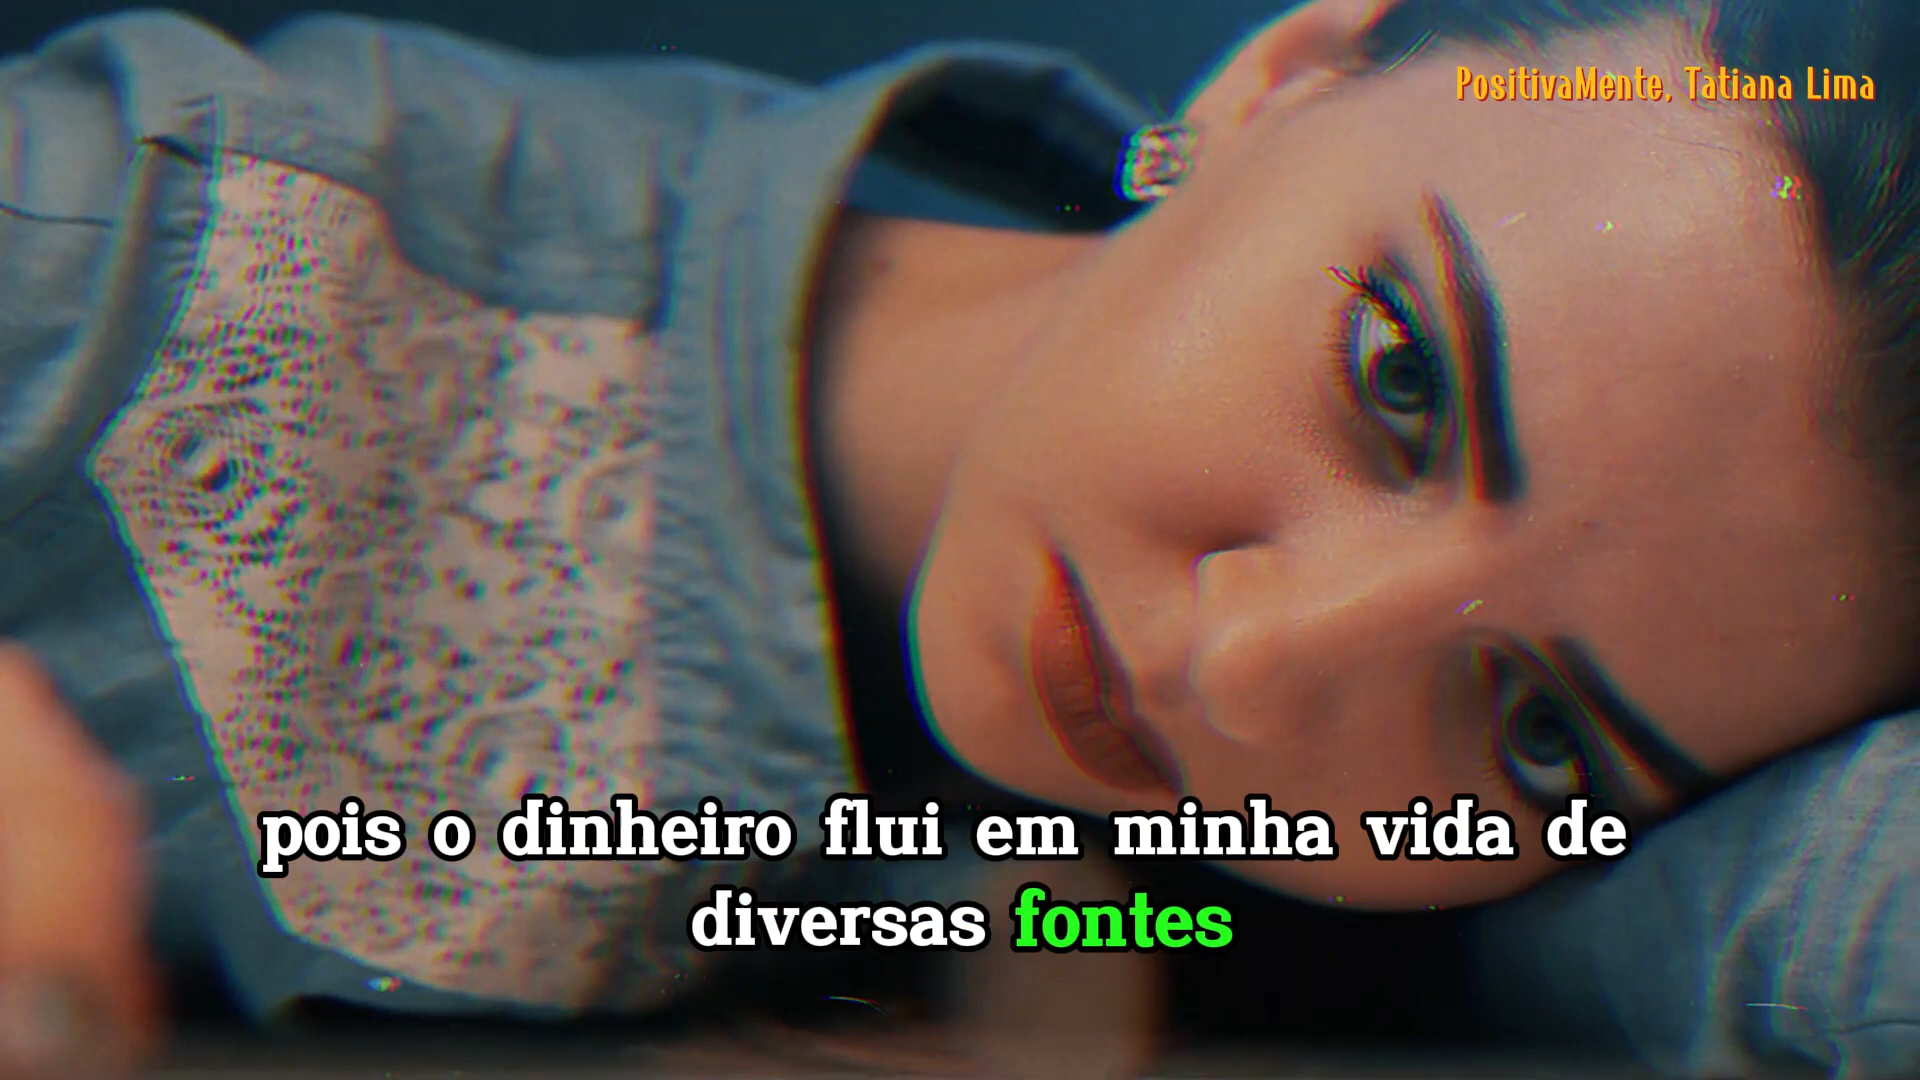 PositivaMente, Tatiana Lima
pois o dinheiro flui em minha vida de
diversas fontes